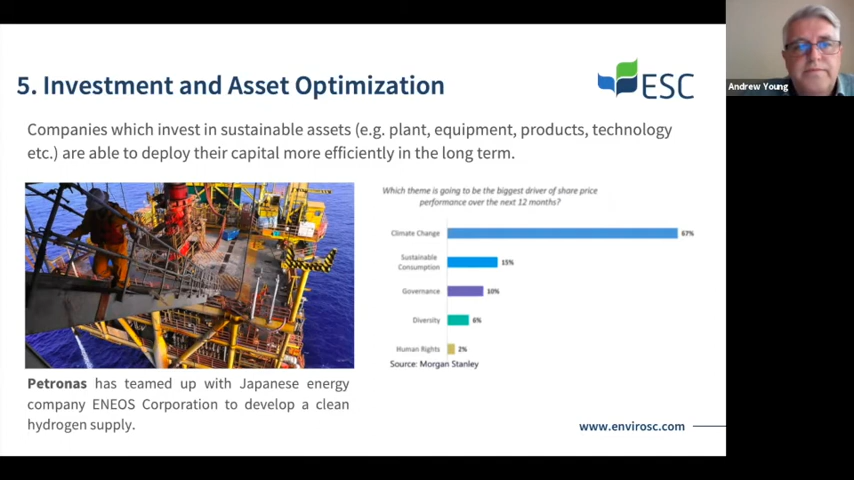 5. Investment and Asset Optimization
ESC
Andrew Young
Companies which invest in sustainable assets (e.g. plant, equipment, products, technology
etc.) are able to deploy their capital more efficiently in the long term.
Which theme is going to be the biggest driver of share price
performance over the next 12 months?
Climate Change 67%
Sustainable
Consumption 15%
Governance 10%
Diversity 6%
Human Rights 2%
Source: Morgan Stanley
Petronas has teamed up with Japanese energy
company ENEOS Corporation to develop a clean
hydrogen supply.
www.envirosc.com